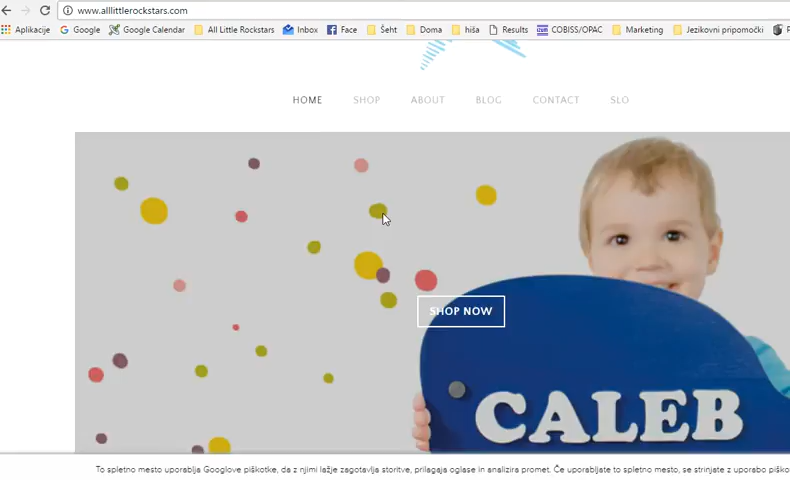 www.alllittlerockstars.com
Aplikacije Google Google Calendar All Little Rockstars Inbox Face Šeht Doma hiša Results COBISS/OPAC Marketing Jezikovni pripomočki
HOME SHOP ABOUT BLOG CONTACT SLO
SHOP NOW
CALEB
To spletno mesto uporablja Googlove piškotke, da z njimi lažje zagotavlja storitve, prilagaja oglase in analizira promet. Če uporabljate to spletno mesto, se strinjate z uporabo piško